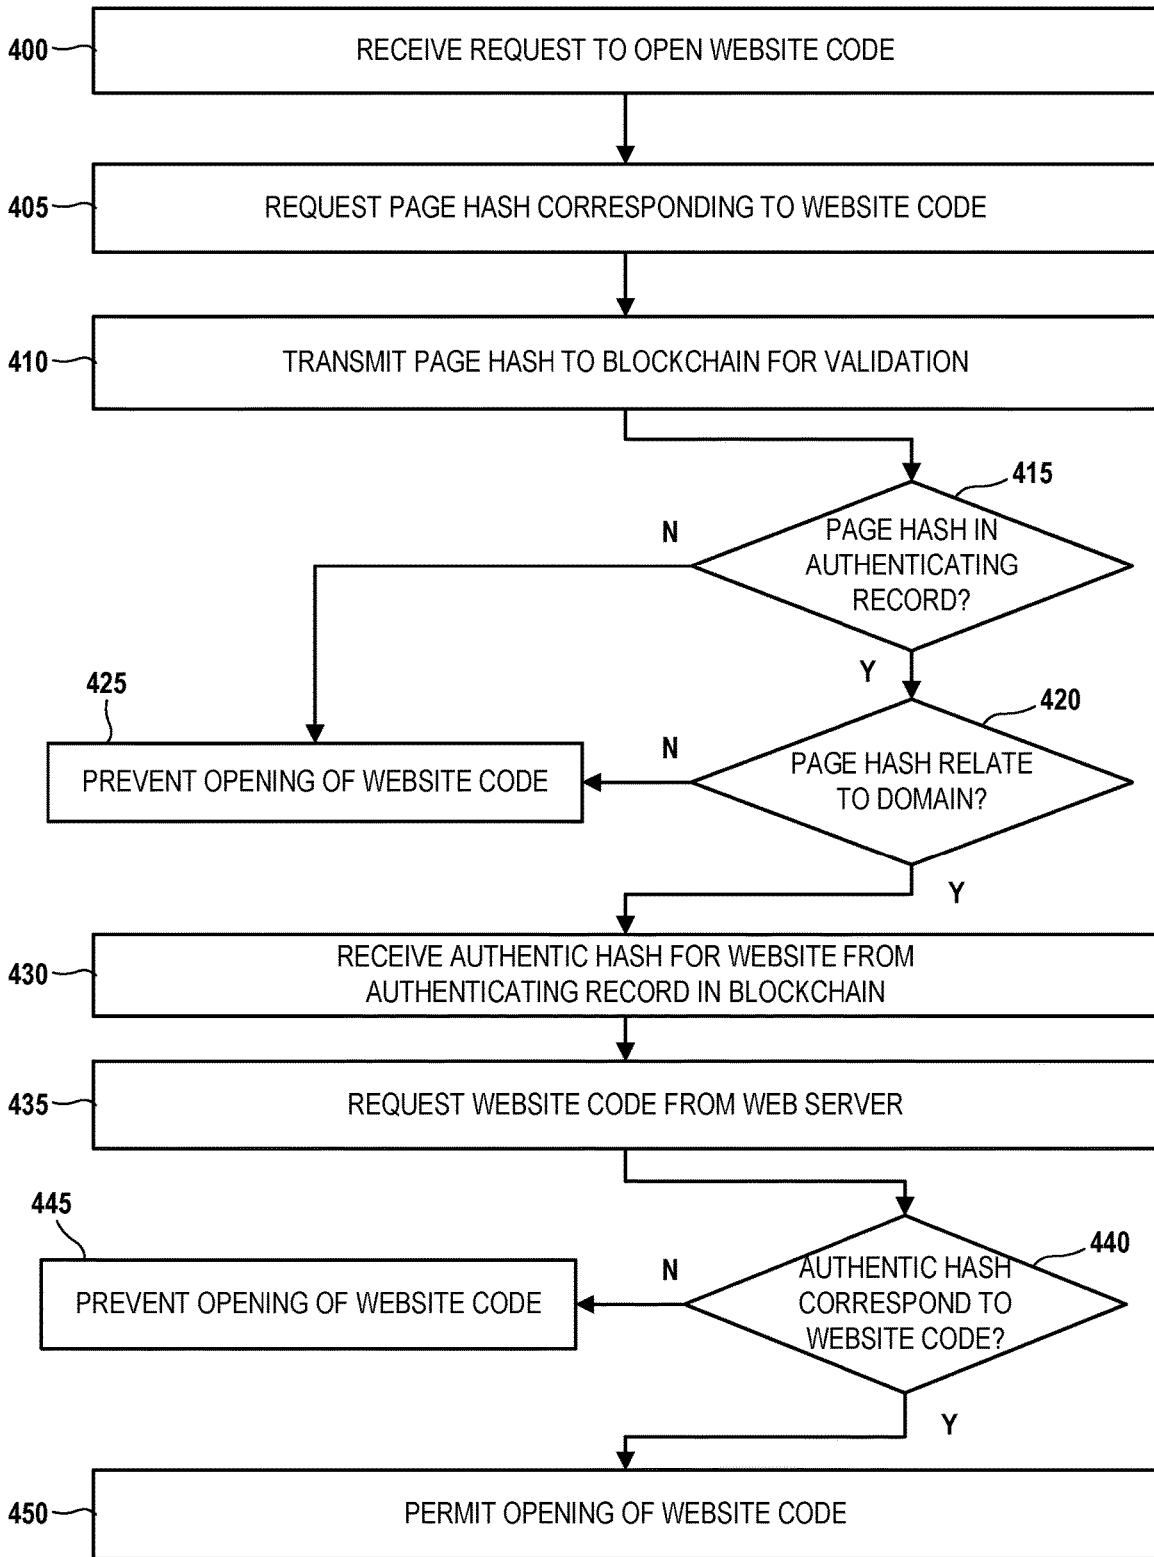 400
RECEIVE REQUEST TO OPEN WEBSITE CODE
405
REQUEST PAGE HASH CORRESPONDING TO WEBSITE CODE
410
TRANSMIT PAGE HASH TO BLOCKCHAIN FOR VALIDATION
415
N
PAGE HASH IN
AUTHENTICATING
RECORD?
Y
425
420
PREVENT OPENING OF WEBSITE CODE
N
PAGE HASH RELATE
TO DOMAIN?
Y
430
RECEIVE AUTHENTIC HASH FOR WEBSITE FROM
AUTHENTICATING RECORD IN BLOCKCHAIN
435
REQUEST WEBSITE CODE FROM WEB SERVER
445
440
PREVENT OPENING OF WEBSITE CODE
N
AUTHENTIC HASH
CORRESPOND TO
WEBSITE CODE?
Y
450
PERMIT OPENING OF WEBSITE CODE